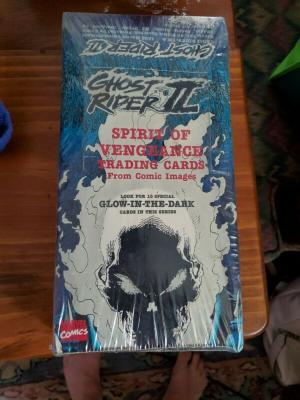 GHOST RIDER II
GHOST
RIDER II
SPIRIT OF
VENGEANCE
TRADING CARDS
From Comic Images
LOOK FOR 10 SPECIAL
GLOW-IN-THE-DARK
CARDS IN THIS SERIES
MARVEL
COMICS